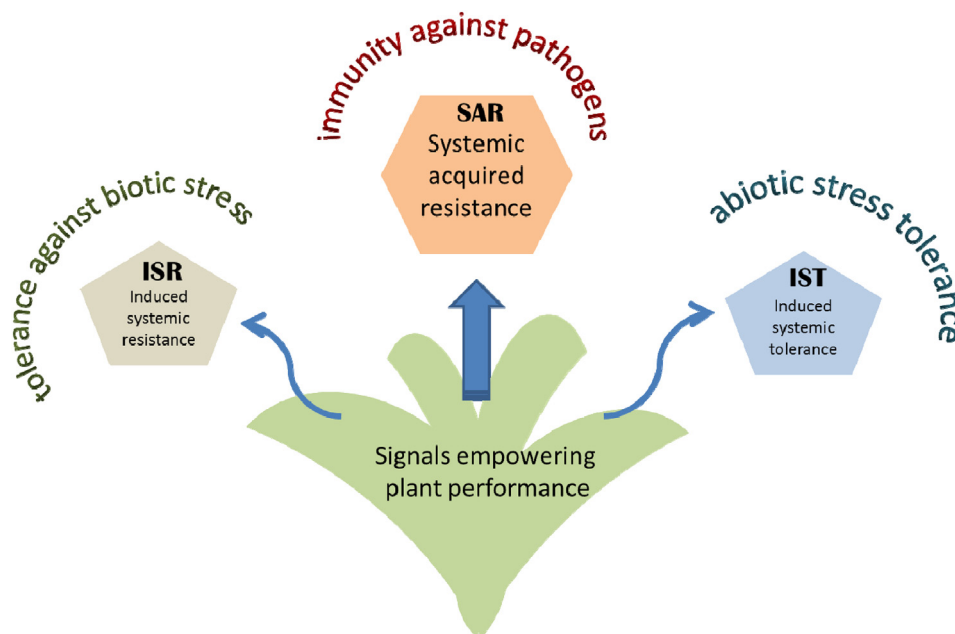 immunity against pathogens
SAR
Systemic
acquired
resistance
tolerance against biotic stress
ISR
Induced
systemic
resistance
abiotic stress tolerance
IST
Induced
systemic
tolerance
Signals empowering
plant performance